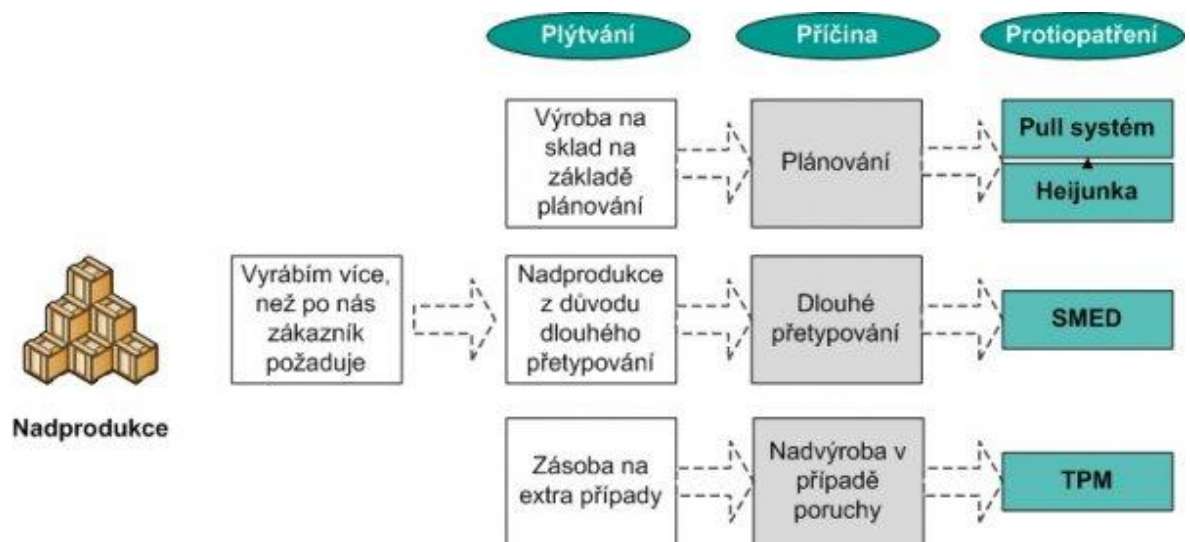 Plýtvání
Příčina
Protiopatření
Výroba na
sklad na
základě
plánování
Plánování
Pull systém
Heijunka
Vyrábím více,
než po nás
zákazník
požaduje
Nadprodukce
z důvodu
dlouhého
přetypování
Dlouhé
přetypování
SMED
Nadprodukce
Zásoba na
extra případy
Nadvýroba v
případě
poruchy
TPM